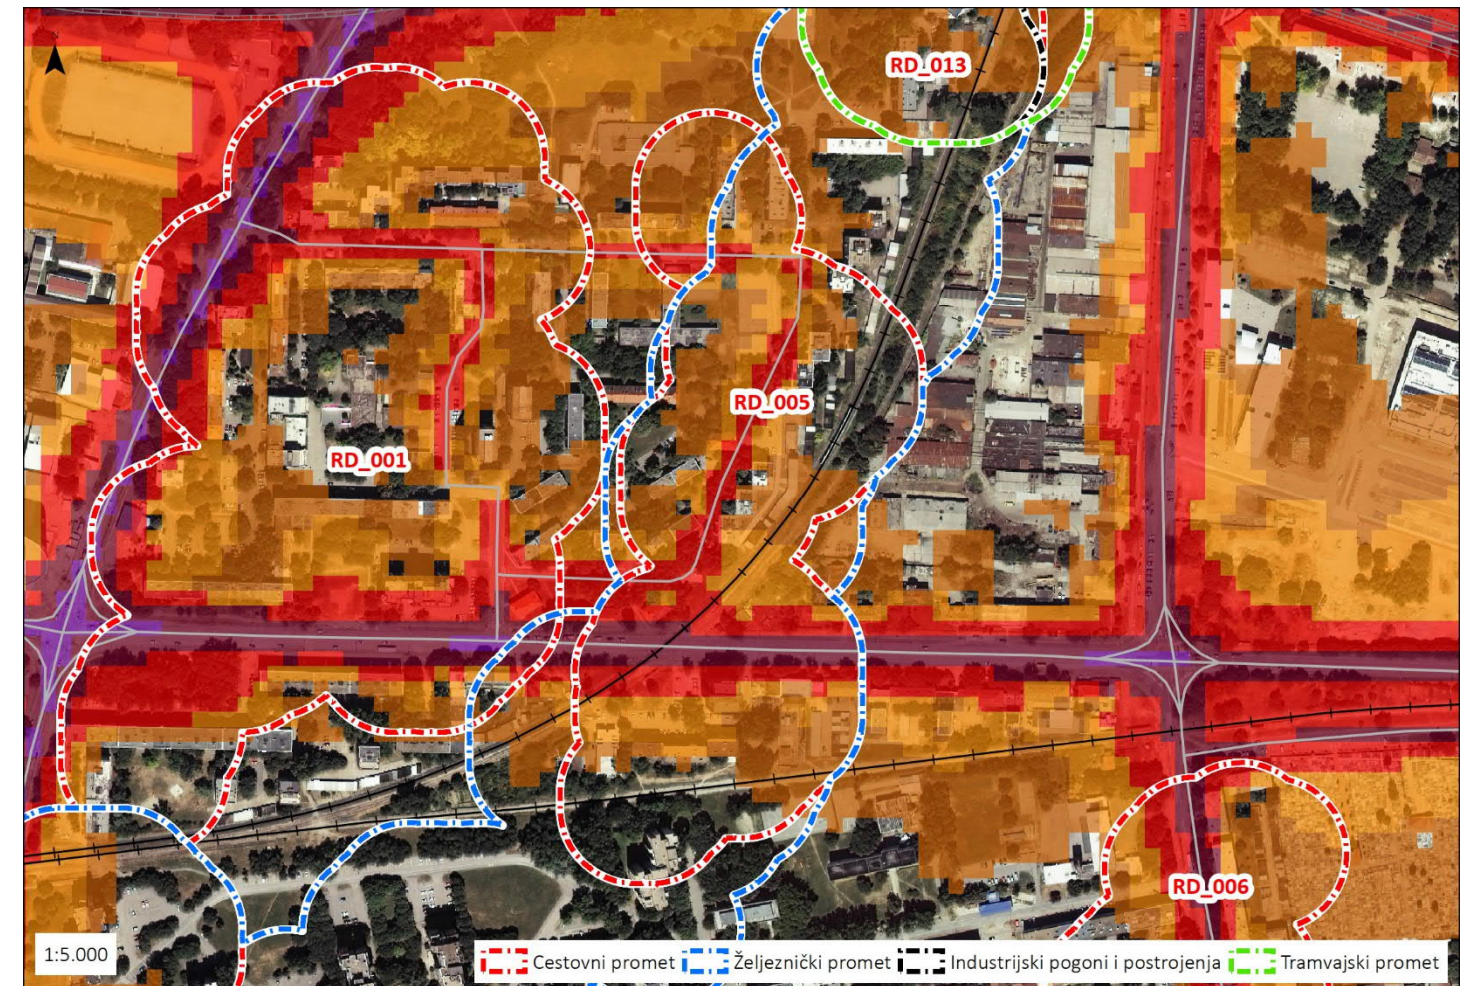 RD_013
RD_005
RD_001
RD_006
1:5.000
Cestovni promet Željeznički promet Industrijski pogoni i postrojenja Tramvajski promet